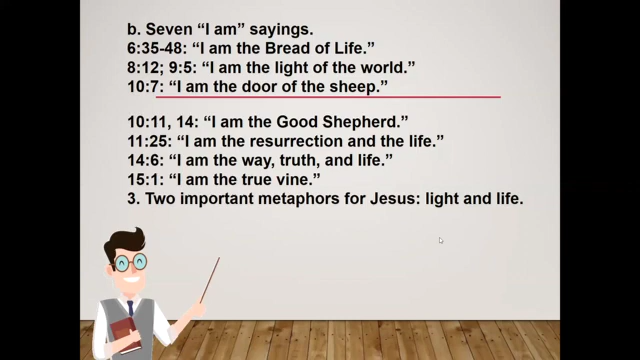 b. Seven “I am” sayings.
6:35-48: “I am the Bread of Life.”
8:12; 9:5: “I am the light of the world.”
10:7: “I am the door of the sheep.”
10:11, 14: “I am the Good Shepherd.”
11:25: “I am the resurrection and the life.”
14:6: “I am the way, truth, and life.”
15:1: “I am the true vine.”
3. Two important metaphors for Jesus: light and life.